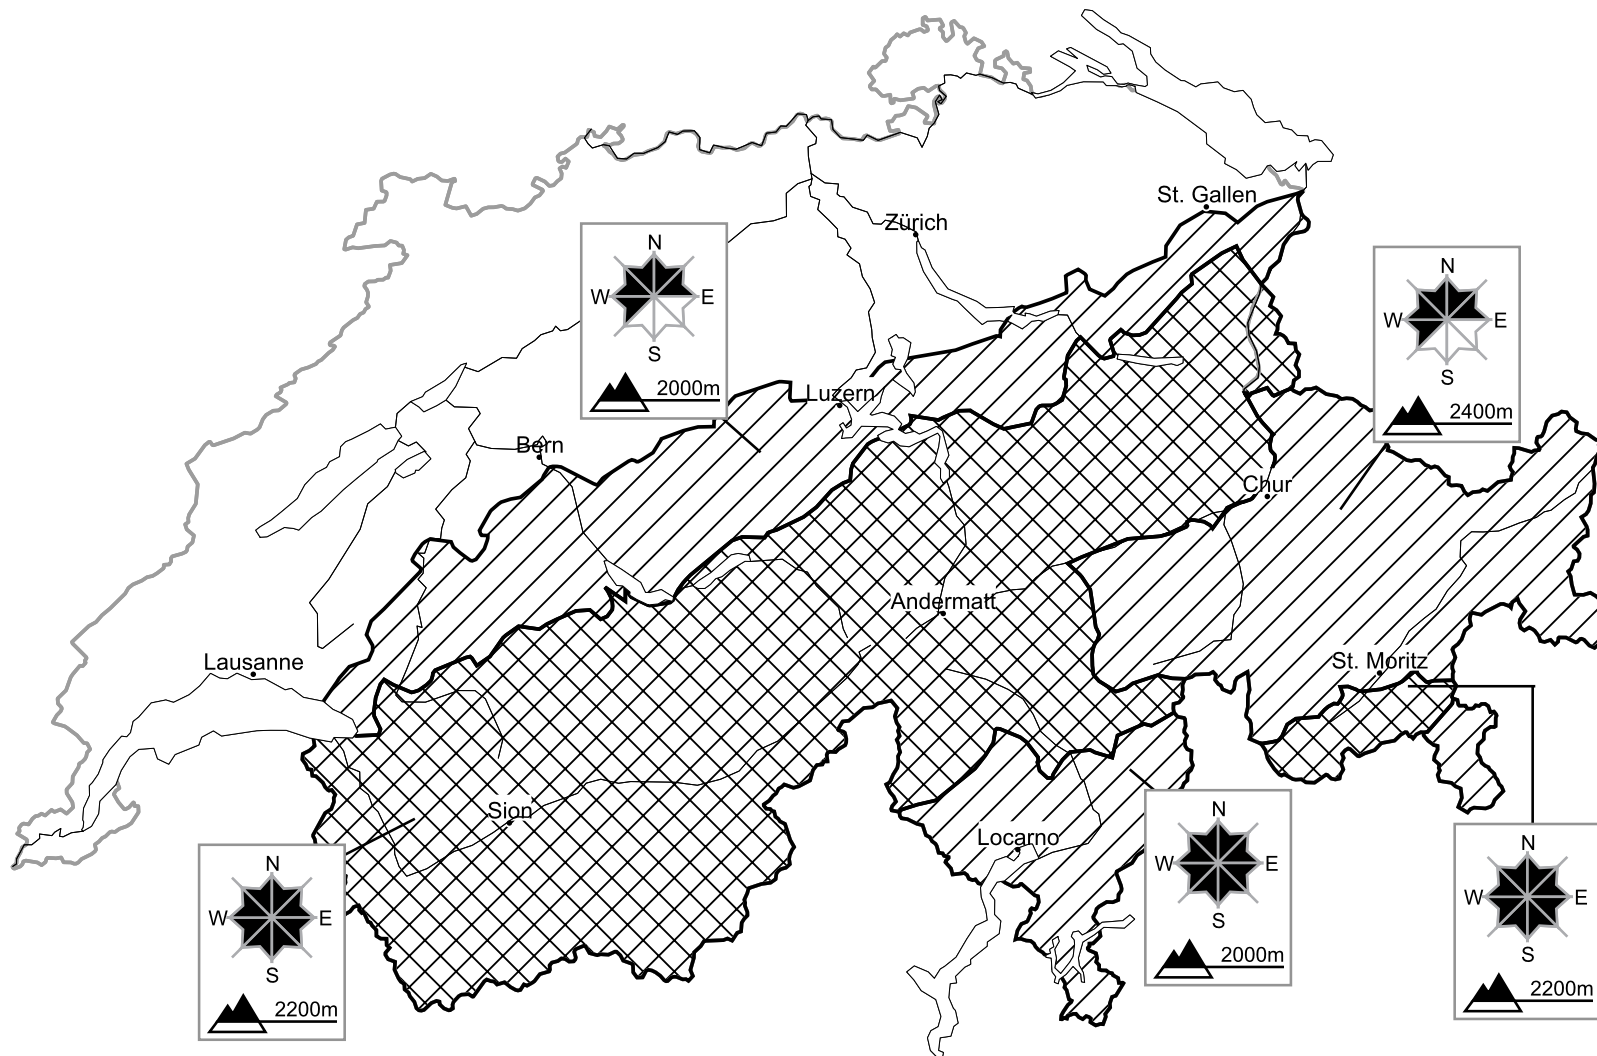 St. Gallen
Zürich
N
W E
S
2000m
N
W E
S
2400m
Luzern
Bern
Chur
Andermatt
Lausanne
St. Moritz
Sion
Locarno
N
W E
S
2200m
N
W E
S
2000m
N
W E
S
2200m